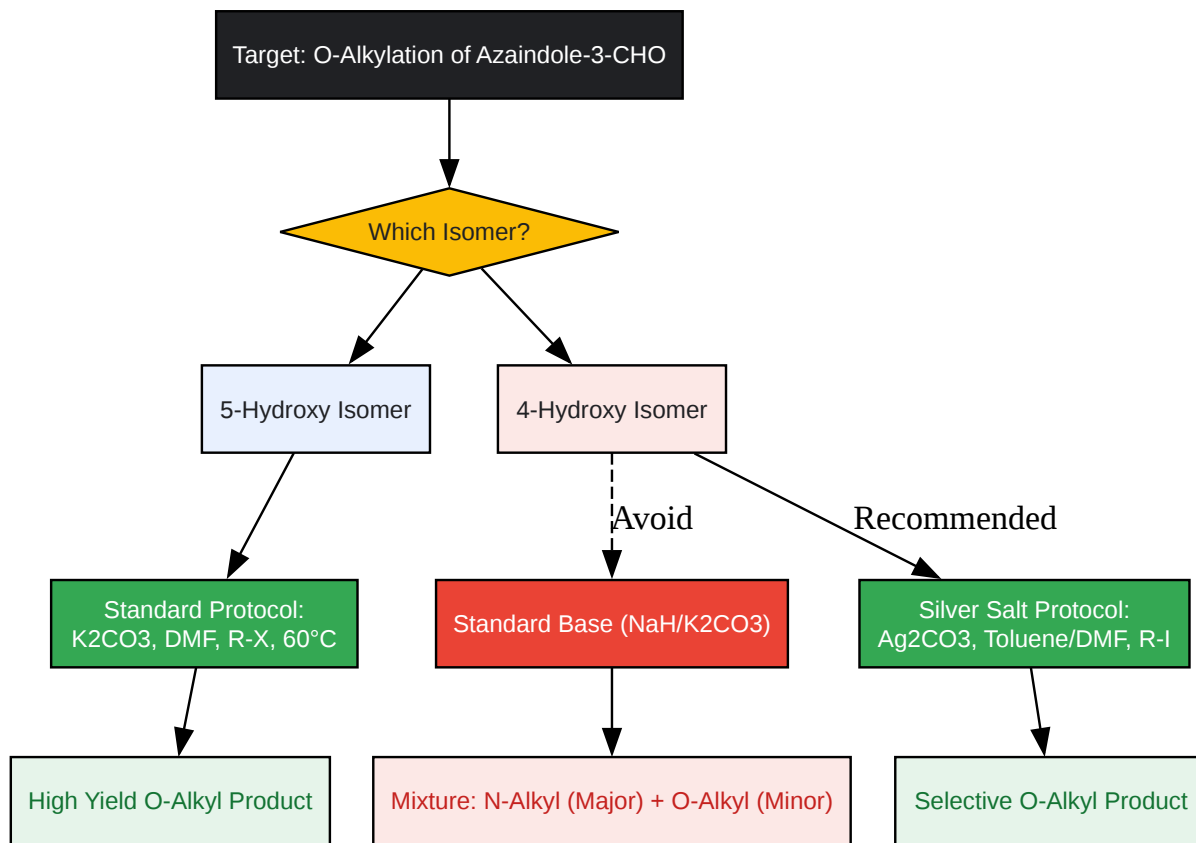 Target: O-Alkylation of Azaindole-3-CHO
Which Isomer?
5-Hydroxy Isomer
4-Hydroxy Isomer
Avoid
Recommended
Standard Protocol:
K2CO3, DMF, R-X, 60°C
Standard Base (NaH/K2CO3)
Silver Salt Protocol:
Ag2CO3, Toluene/DMF, R-I
High Yield O-Alkyl Product
Mixture: N-Alkyl (Major) + O-Alkyl (Minor)
Selective O-Alkyl Product